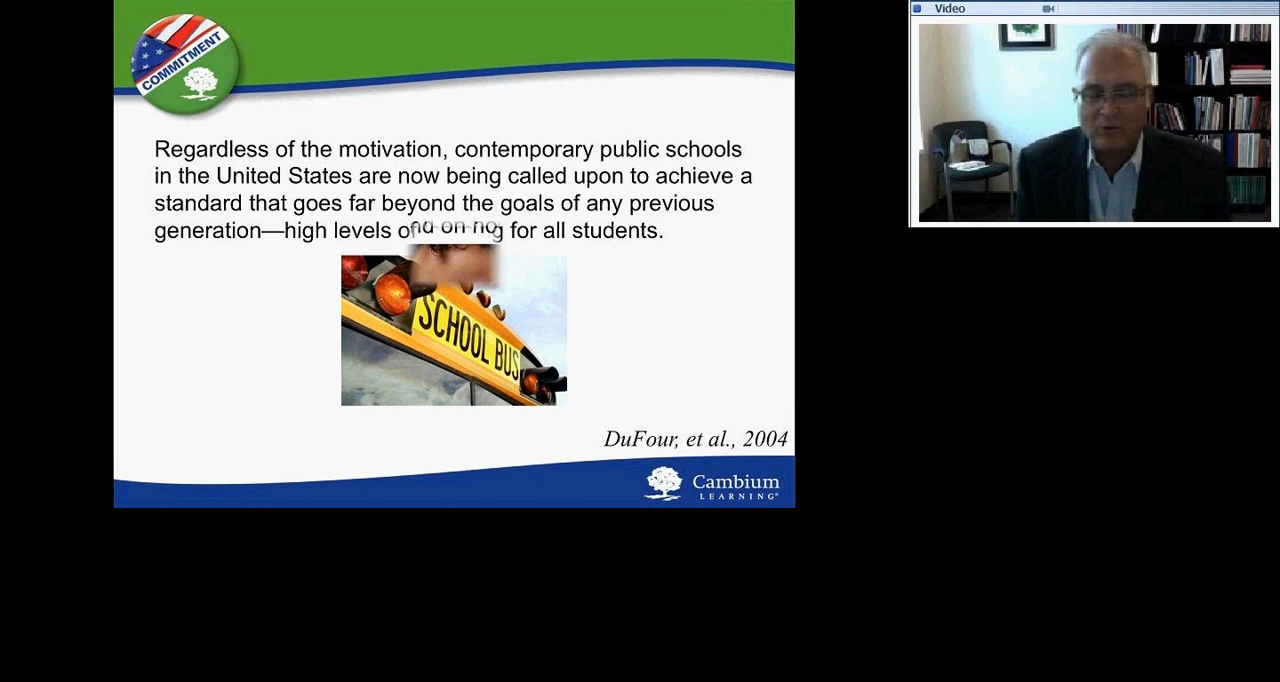 COMMITMENT
Video
Regardless of the motivation, contemporary public schools
in the United States are now being called upon to achieve a
standard that goes far beyond the goals of any previous
generation—high levels for all students.
SCHOOL BUS
DuFour, et al., 2004
Cambium
LEARNING®